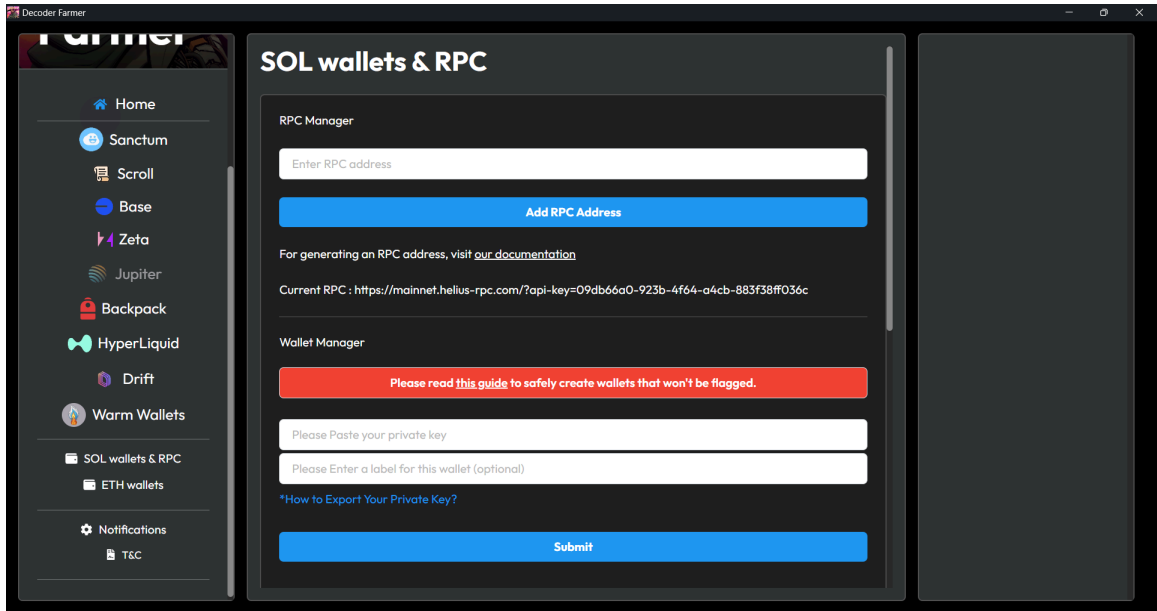 Decoder Farmer
Farmer
Home
Sanctum
Scroll
Base
Zeta
Jupiter
Backpack
HyperLiquid
Drift
Warm Wallets
SOL wallets & RPC
ETH wallets
Notifications
T&C
SOL wallets & RPC
RPC Manager
Enter RPC address
Add RPC Address
For generating an RPC address, visit our documentation
Current RPC : https://mainnet.helius-rpc.com/?api-key=09db66a0-923b-4f64-a4cb-883f38ff036c
Wallet Manager
Please read this guide to safely create wallets that won't be flagged.
Please Paste your private key
Please Enter a label for this wallet (optional)
*How to Export Your Private Key?
Submit